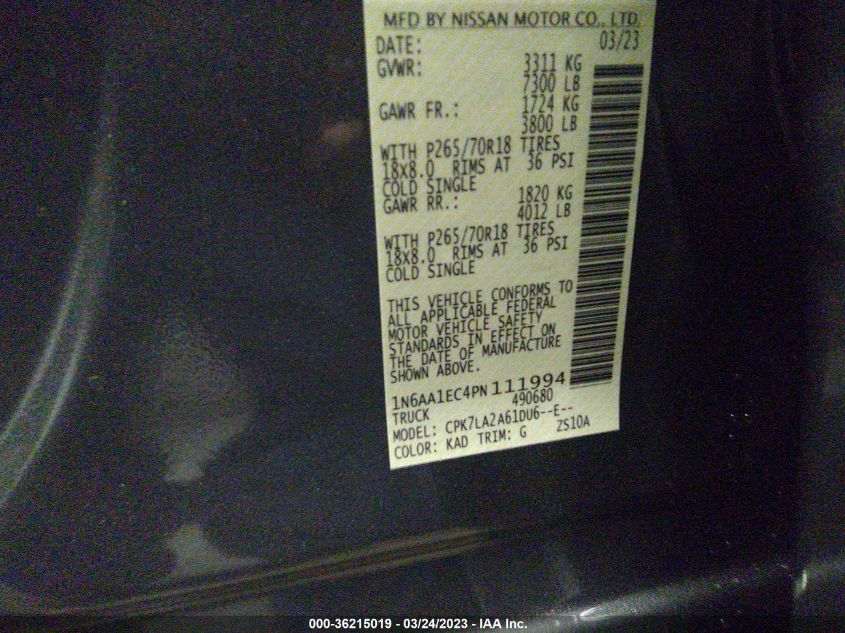 MFD BY NISSAN MOTOR CO., LTD.
DATE: 03/23
GVWR: 3311 KG
7300 LB
GAWR FR.: 1724 KG
3800 LB
WITH P265/70R18 TIRES
18X8.0 RIMS AT 36 PSI
COLD SINGLE
GAWR RR.: 1820 KG
4012 LB
WITH P265/70R18 TIRES
18X8.0 RIMS AT 36 PSI
COLD SINGLE
THIS VEHICLE CONFORMS TO
ALL APPLICABLE FEDERAL
MOTOR VEHICLE SAFETY
STANDARDS IN EFFECT ON
THE DATE OF MANUFACTURE
SHOWN ABOVE.
1N6AA1EC4PN111994
TRUCK 490680
MODEL: CPK7LA2A61DU6--E--
COLOR: KAD TRIM: G ZS10A
000-36215019 - 03/24/2023 - IAA Inc.